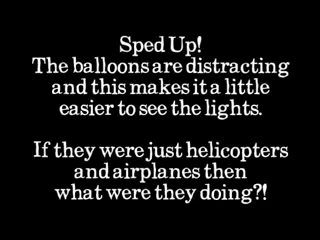 Sped Up!
The balloons are distracting
and this makes it a little
easier to see the lights.
If they were just helicopters
and airplanes then
what were they doing?!